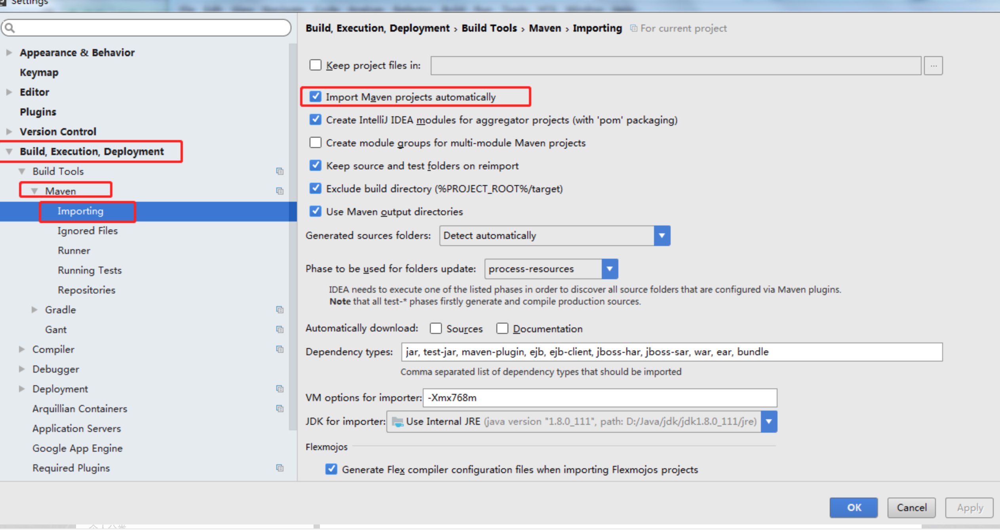 Settings
Appearance & Behavior
Keymap
Editor
Plugins
Version Control
Build, Execution, Deployment
Build Tools
Maven
Importing
Ignored Files
Runner
Running Tests
Repositories
Gradle
Gant
Compiler
Debugger
Deployment
Arquillian Containers
Application Servers
Google App Engine
Required Plugins
Build, Execution, Deployment › Build Tools › Maven › Importing For current project
Keep project files in: ...
Import Maven projects automatically
Create IntelliJ IDEA modules for aggregator projects (with 'pom' packaging)
Create module groups for multi-module Maven projects
Keep source and test folders on reimport
Exclude build directory (%PROJECT_ROOT%/target)
Use Maven output directories
Generated sources folders: Detect automatically
Phase to be used for folders update: process-resources
IDEA needs to execute one of the listed phases in order to discover all source folders that are configured via Maven plugins.
Note that all test-* phases firstly generate and compile production sources.
Automatically download: Sources Documentation
Dependency types: jar, test-jar, maven-plugin, ejb, ejb-client, jboss-har, jboss-sar, war, ear, bundle
Comma separated list of dependency types that should be imported
VM options for importer: -Xmx768m
JDK for importer: Use Internal JRE (java version "1.8.0_111", path: D:/Java/jdk/jdk1.8.0_111/jre)
Flexmojos
Generate Flex compiler configuration files when importing Flexmojos projects
OK Cancel Apply